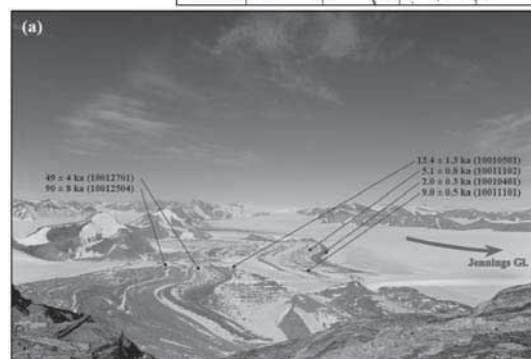 (a)
49 ± 4 ka (10012701)
90 ± 8 ka (10012504)
13.4 ± 1.3 ka (10010501)
5.1 ± 0.8 ka (10011102)
2.0 ± 0.3 ka (10010401)
9.0 ± 0.5 ka (10011101)
Jennings Gl.